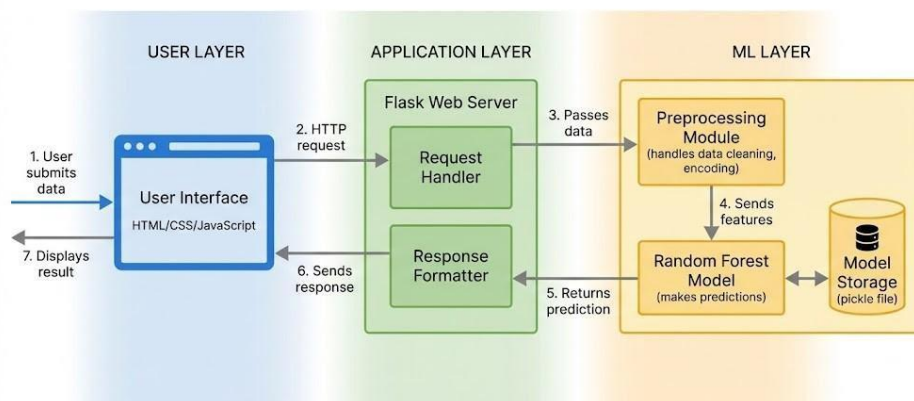 USER LAYER
APPLICATION LAYER
ML LAYER
1. User
submits
data
7. Displays
result
User Interface
HTML/CSS/JavaScript
2. HTTP
request
6. Sends
response
Flask Web Server
Request
Handler
Response
Formatter
3. Passes
data
5. Returns
prediction
Preprocessing
Module
(handles data cleaning,
encoding)
4. Sends
features
Random Forest
Model
(makes predictions)
Model
Storage
(pickle file)